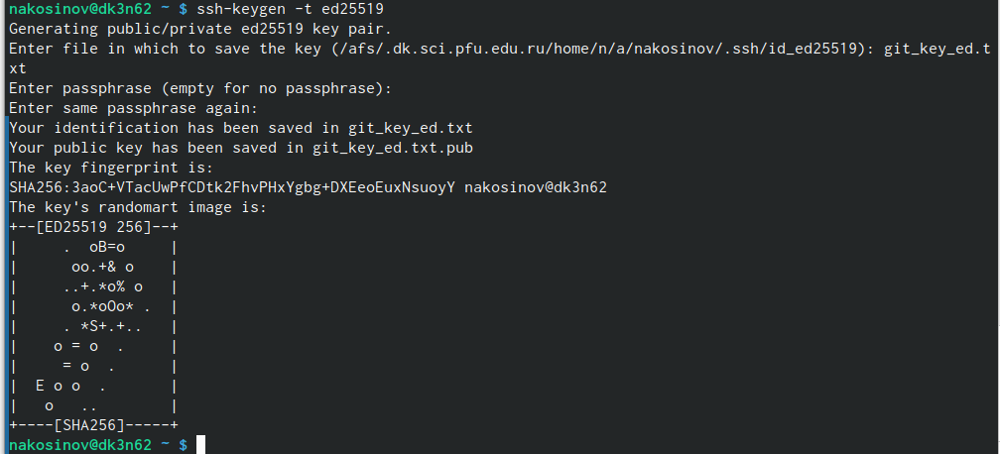 nakosinov@dk3n62 ~ $ ssh-keygen -t ed25519
Generating public/private ed25519 key pair.
Enter file in which to save the key (/afs/.dk.sci.pfu.edu.ru/home/n/a/nakosinov/.ssh/id_ed25519): git_key_ed.t
xt
Enter passphrase (empty for no passphrase):
Enter same passphrase again:
Your identification has been saved in git_key_ed.txt
Your public key has been saved in git_key_ed.txt.pub
The key fingerprint is:
SHA256:3aoC+VTacUwPfCDtk2FhvPHxYgbg+DXEeoEuxNsuoyY nakosinov@dk3n62
The key's randomart image is:
+--[ED25519 256]--+
|      .  oB=o     |
|       oo.+& o    |
|      ..+.*o% o   |
|       o.*oOo* .  |
|      . *S+.+..   |
|     o = o  .     |
|      = o  .      |
|   E o o  .       |
|    o   ..        |
+----[SHA256]-----+
nakosinov@dk3n62 ~ $